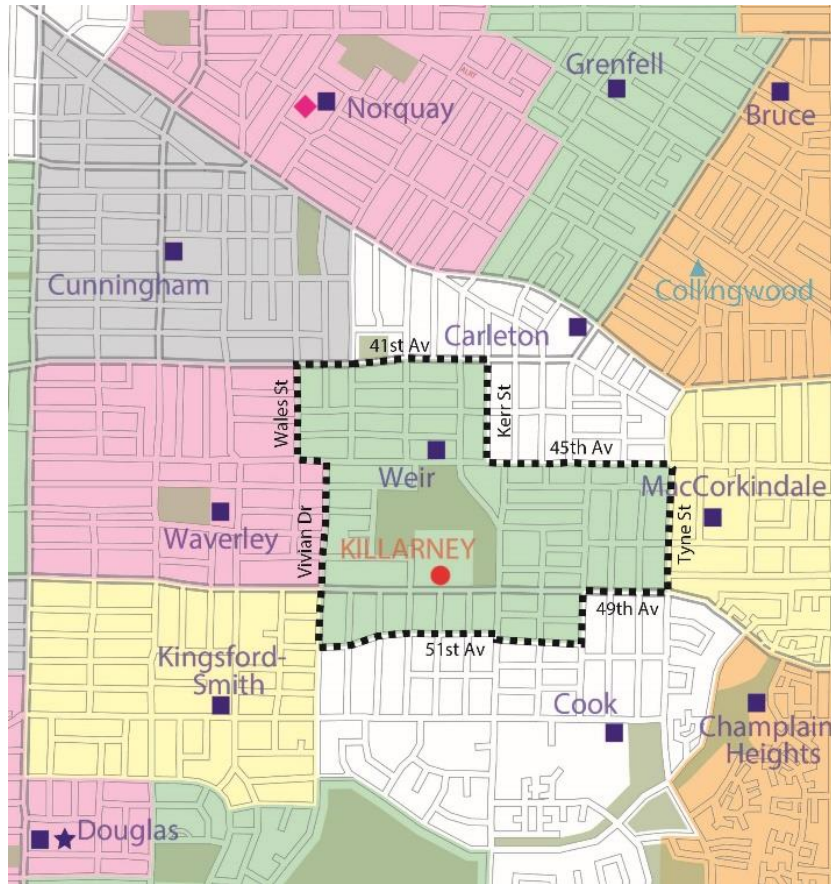 Grenfell
Norquay
Bruce
Cunningham
Collingwood
Carleton
41st Av
Wales St
Kerr St
45th Av
Weir
MacCorkindale
Waverley
Vivian Dr
KILLARNEY
Tyne St
49th Av
51st Av
Kingsford-
Smith
Cook
Champlain
Heights
Douglas